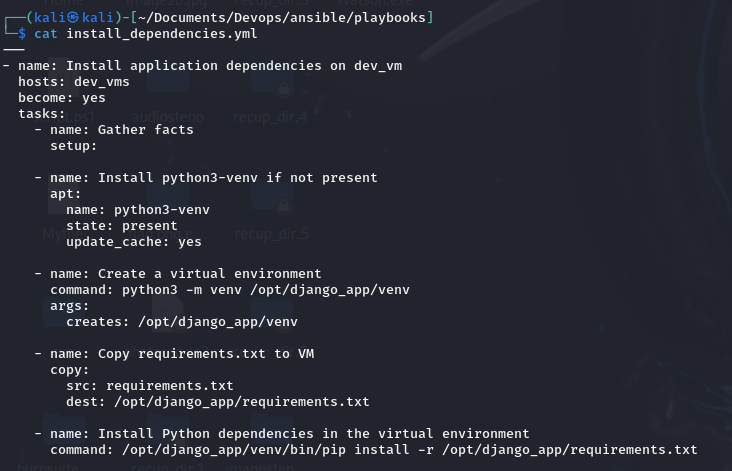 ┌──(kali㉿kali)-[~/Documents/Devops/ansible/playbooks]
└─$ cat install_dependencies.yml
---
- name: Install application dependencies on dev_vm
  hosts: dev_vms
  become: yes
  tasks:
    - name: Gather facts
      setup:

    - name: Install python3-venv if not present
      apt:
        name: python3-venv
        state: present
        update_cache: yes

    - name: Create a virtual environment
      command: python3 -m venv /opt/django_app/venv
      args:
        creates: /opt/django_app/venv

    - name: Copy requirements.txt to VM
      copy:
        src: requirements.txt
        dest: /opt/django_app/requirements.txt

    - name: Install Python dependencies in the virtual environment
      command: /opt/django_app/venv/bin/pip install -r /opt/django_app/requirements.txt